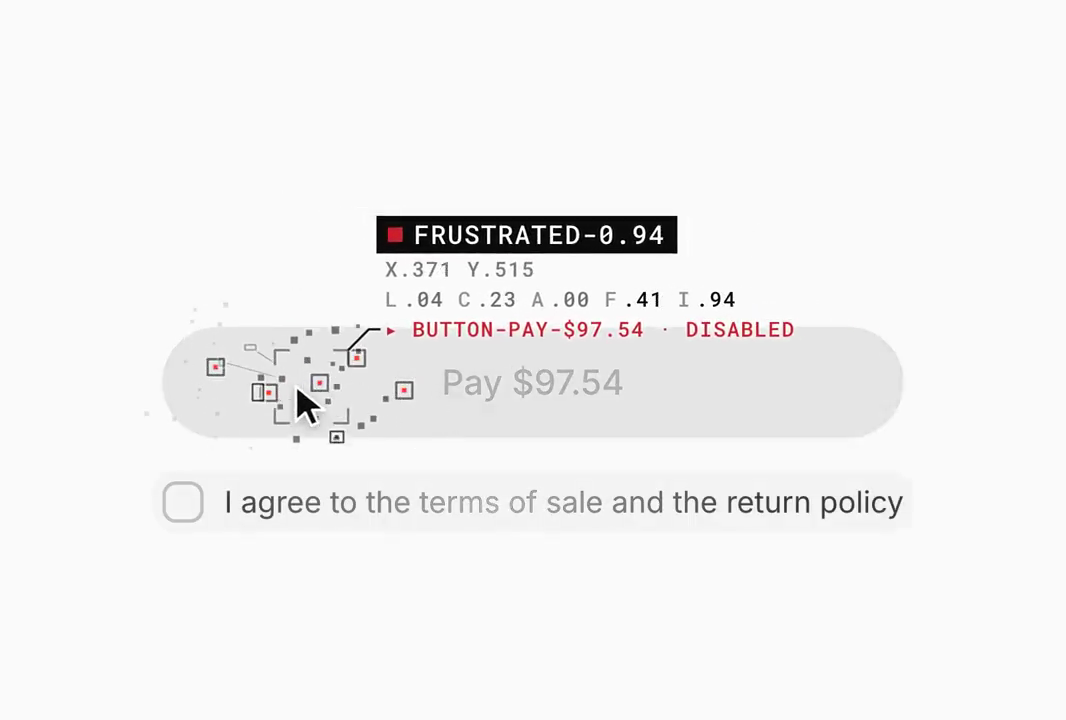 FRUSTRATED-0.94
X.371 Y.515
L.04 C.23 A.00 F.41 I.94
▸ BUTTON-PAY-$97.54 · DISABLED
Pay $97.54
I agree to the terms of sale and the return policy